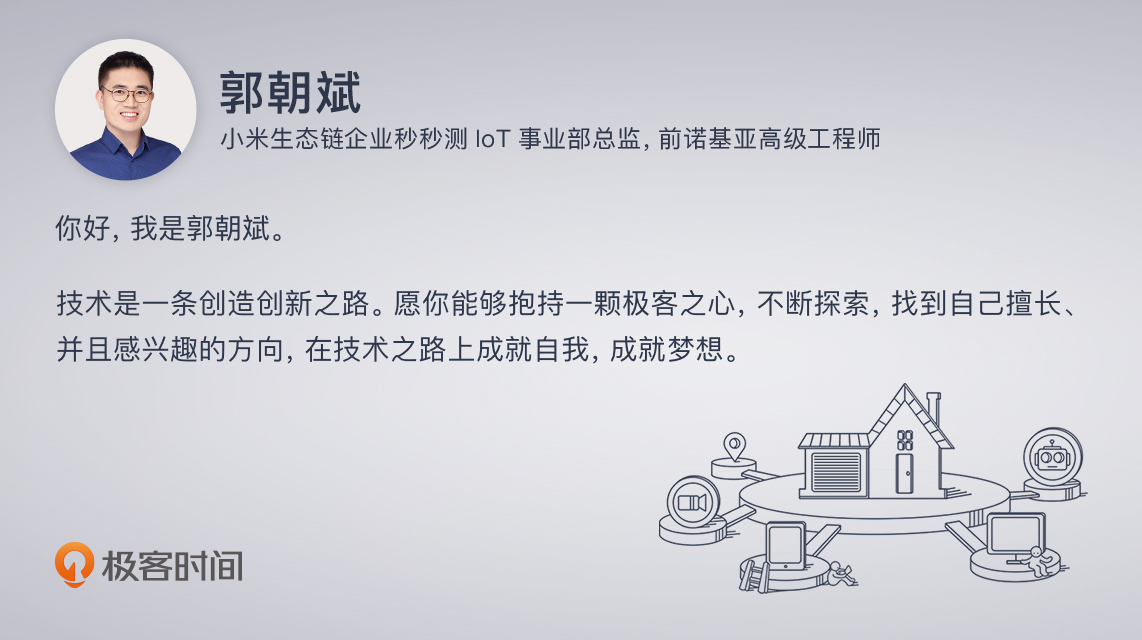 郭朝斌
小米生态链企业秒秒测 IoT 事业部总监，前诺基亚高级工程师
你好，我是郭朝斌。
技术是一条创造创新之路。愿你能够抱持一颗极客之心，不断探索，找到自己擅长、
并且感兴趣的方向，在技术之路上成就自我，成就梦想。
极客时间